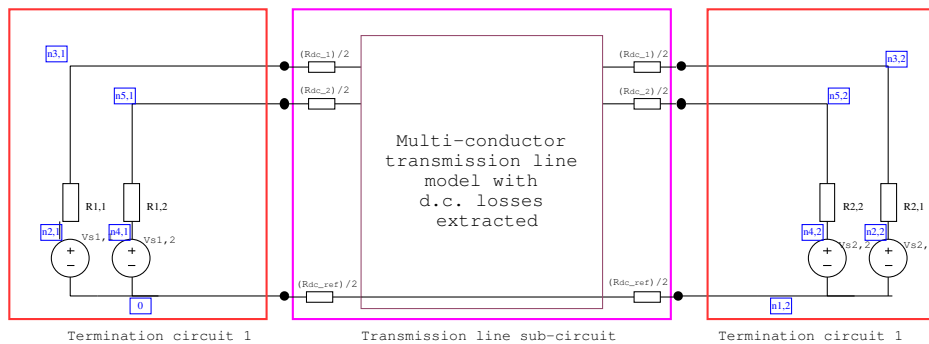 n3,1
n5,1
R1,1
R1,2
n2,1
Vs1,
n4,1
Vs1,2
0
Termination circuit 1
(Rdc_1)/2
(Rdc_2)/2
(Rdc_ref)/2
Multi-conductor
transmission line
model with
d.c. losses
extracted
(Rdc_1)/2
(Rdc_2)/2
(Rdc_ref)/2
Transmission line sub-circuit
n3,2
n5,2
R2,2
R2,1
n4,2
Vs2,2
n2,2
Vs2,
n1,2
Termination circuit 1